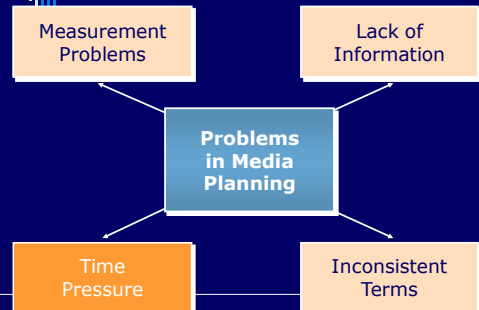 Measurement
Problems
Lack of
Information
Problems
in Media
Planning
Time
Pressure
Inconsistent
Terms